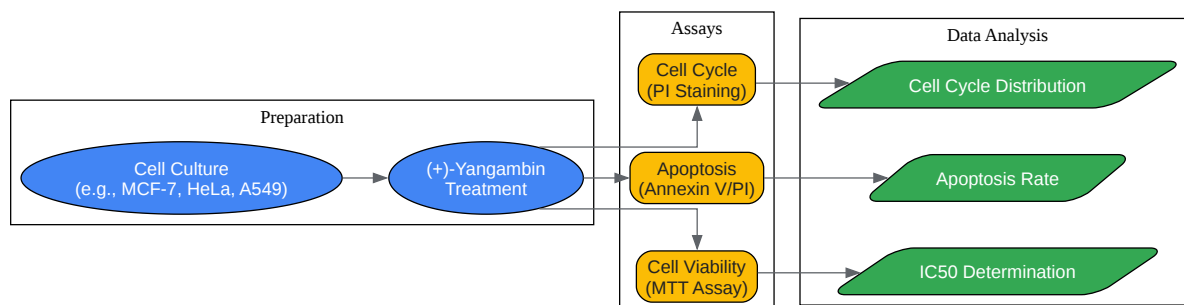 Preparation
Cell Culture
(e.g., MCF-7, HeLa, A549)
(+)-Yangambin
Treatment
Assays
Cell Cycle
(PI Staining)
Apoptosis
(Annexin V/PI)
Cell Viability
(MTT Assay)
Data Analysis
Cell Cycle Distribution
Apoptosis Rate
IC50 Determination